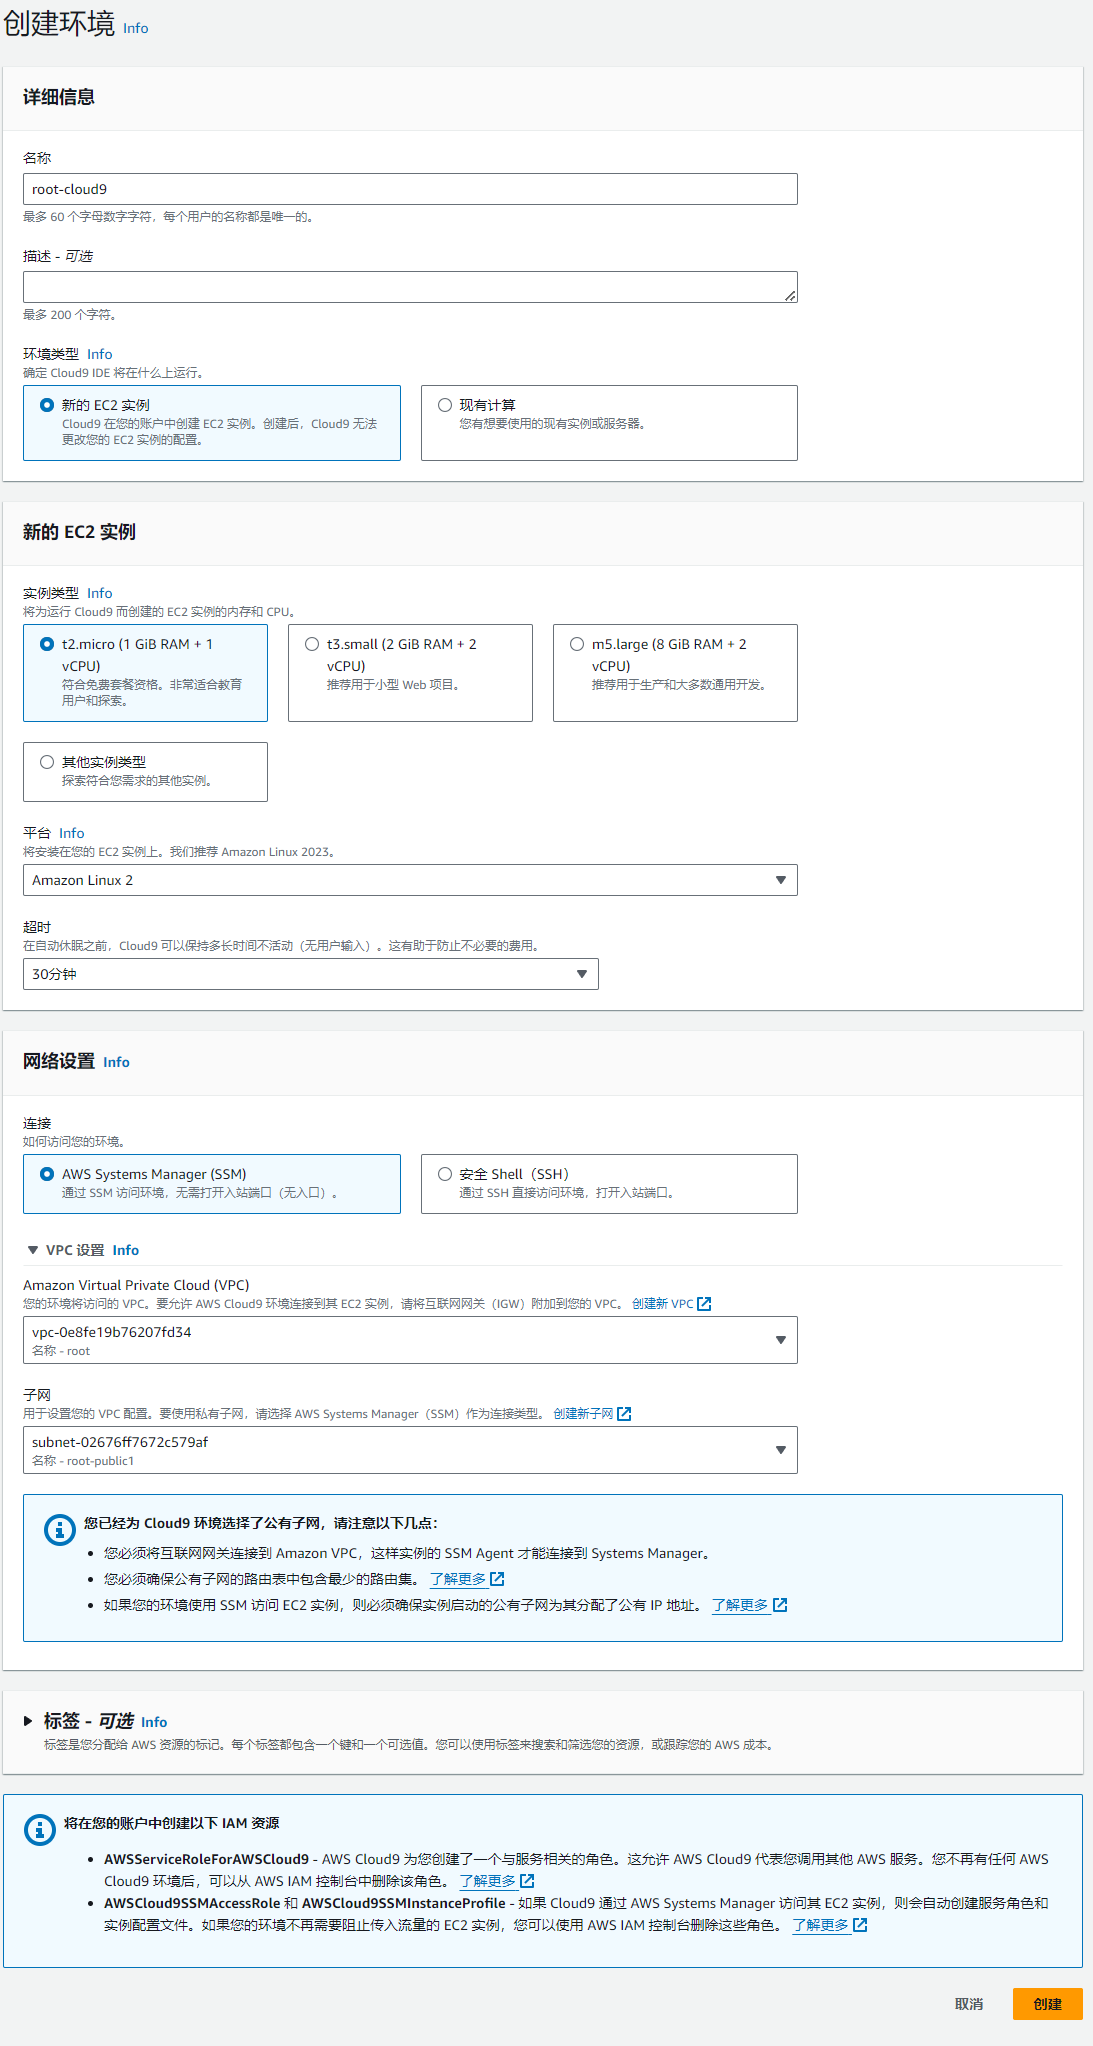 创建环境 Info
详细信息
名称
root-cloud9
最多 60 个字母数字字符，每个用户的名称都是唯一的。
描述 - 可选
最多 200 个字符。
环境类型 Info
确定 Cloud9 IDE 将在什么上运行。
新的 EC2 实例
Cloud9 在您的账户中创建 EC2 实例。创建后，Cloud9 无法
更改您的 EC2 实例的配置。
现有计算
您有想要使用的现有实例或服务器。
新的 EC2 实例
实例类型 Info
将为运行 Cloud9 而创建的 EC2 实例的内存和 CPU。
t2.micro (1 GiB RAM + 1
vCPU)
符合免费套餐资格。非常适合教育
用户和探索。
t3.small (2 GiB RAM + 2
vCPU)
推荐用于小型 Web 项目。
m5.large (8 GiB RAM + 2
vCPU)
推荐用于生产和大多数通用开发。
其他实例类型
探索符合您需求的其他实例。
平台 Info
将安装在您的 EC2 实例上。我们推荐 Amazon Linux 2023。
Amazon Linux 2
超时
在自动休眠之前，Cloud9 可以保持多长时间不活动（无用户输入）。这有助于防止不必要的费用。
30分钟
网络设置 Info
连接
如何访问您的环境。
AWS Systems Manager (SSM)
通过 SSM 访问环境，无需打开入站端口（无入口）。
安全 Shell（SSH）
通过 SSH 直接访问环境，打开入站端口。
VPC 设置 Info
Amazon Virtual Private Cloud (VPC)
您的环境将访问的 VPC。要允许 AWS Cloud9 环境连接到其 EC2 实例，请将互联网网关（IGW）附加到您的 VPC。 创建新 VPC
vpc-0e8fe19b76207fd34
名称 - root
子网
用于设置您的 VPC 配置。要使用私有子网，请选择 AWS Systems Manager（SSM）作为连接类型。 创建新子网
subnet-02676ff7672c579af
名称 - root-public1
您已经为 Cloud9 环境选择了公有子网，请注意以下几点：
• 您必须将互联网网关连接到 Amazon VPC，这样实例的 SSM Agent 才能连接到 Systems Manager。
• 您必须确保公有子网的路由表中包含最少的路由集。 了解更多
• 如果您的环境使用 SSM 访问 EC2 实例，则必须确保实例启动的公有子网为其分配了公有 IP 地址。 了解更多
标签 - 可选 Info
标签是您分配给 AWS 资源的标记。每个标签都包含一个键和一个可选值。您可以使用标签来搜索和筛选您的资源，或跟踪您的 AWS 成本。
将在您的账户中创建以下 IAM 资源
• AWSServiceRoleForAWSCloud9 - AWS Cloud9 为您创建了一个与服务相关的角色。这允许 AWS Cloud9 代表您调用其他 AWS 服务。您不再有任何 AWS
Cloud9 环境后，可以从 AWS IAM 控制台中删除该角色。 了解更多
• AWSCloud9SSMAccessRole 和 AWSCloud9SSMInstanceProfile - 如果 Cloud9 通过 AWS Systems Manager 访问其 EC2 实例，则会自动创建服务角色和
实例配置文件。如果您的环境不再需要阻止传入流量的 EC2 实例，您可以使用 AWS IAM 控制台删除这些角色。 了解更多
取消
创建